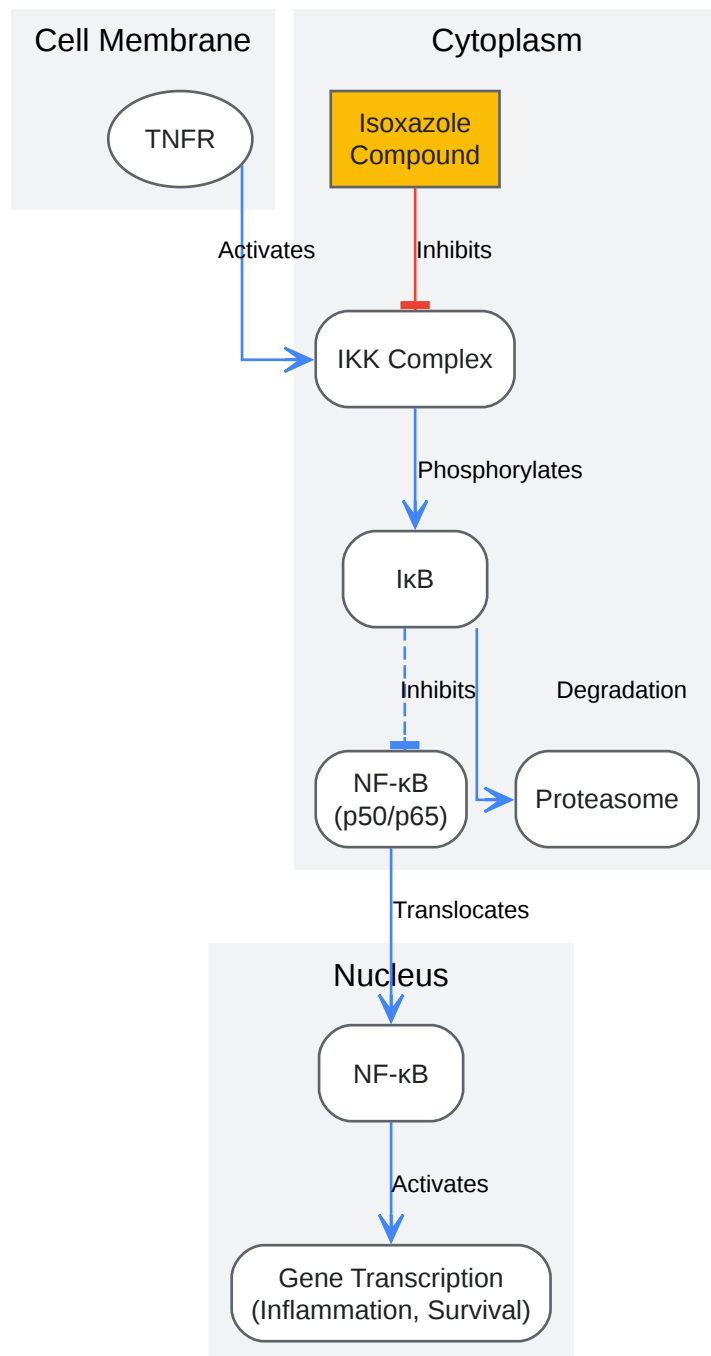 Cell Membrane
Cytoplasm
TNFR
Isoxazole
Compound
Activates
Inhibits
IKK Complex
Phosphorylates
IκB
Inhibits
Degradation
NF-κB
(p50/p65)
Proteasome
Translocates
Nucleus
NF-κB
Activates
Gene Transcription
(Inflammation, Survival)